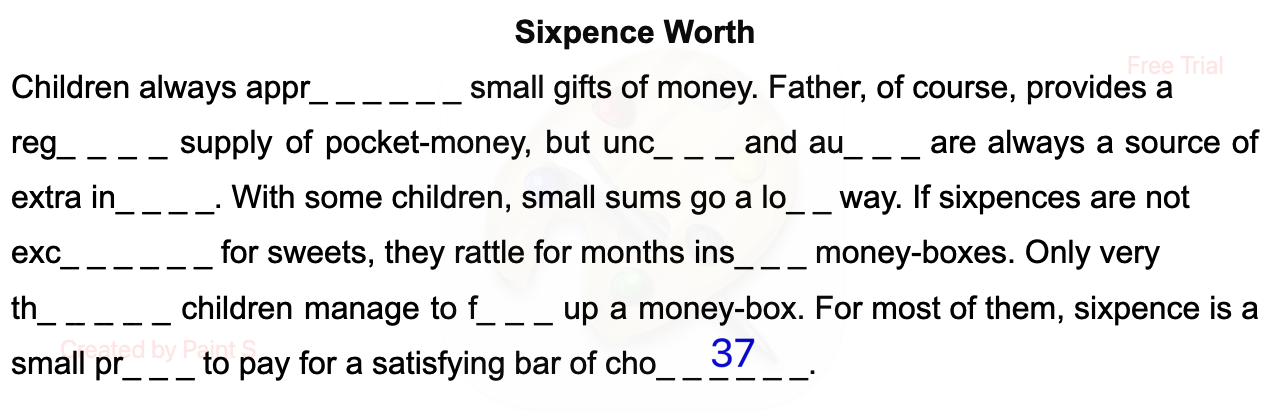 Sixpence Worth
Free Trial
Children always appr_ _ _ _ _ _ small gifts of money. Father, of course, provides a
reg_ _ _ _ supply of pocket-money, but unc_ _ _ and au_ _ _ are always a source of
extra in_ _ _ _. With some children, small sums go a lo_ _ way. If sixpences are not
exc_ _ _ _ _ _ for sweets, they rattle for months ins_ _ _ money-boxes. Only very
th_ _ _ _ _ children manage to f_ _ _ up a money-box. For most of them, sixpence is a
Created by Paint S
small pr_ _ _ to pay for a satisfying bar of cho_ _ _ _ _ _.
37